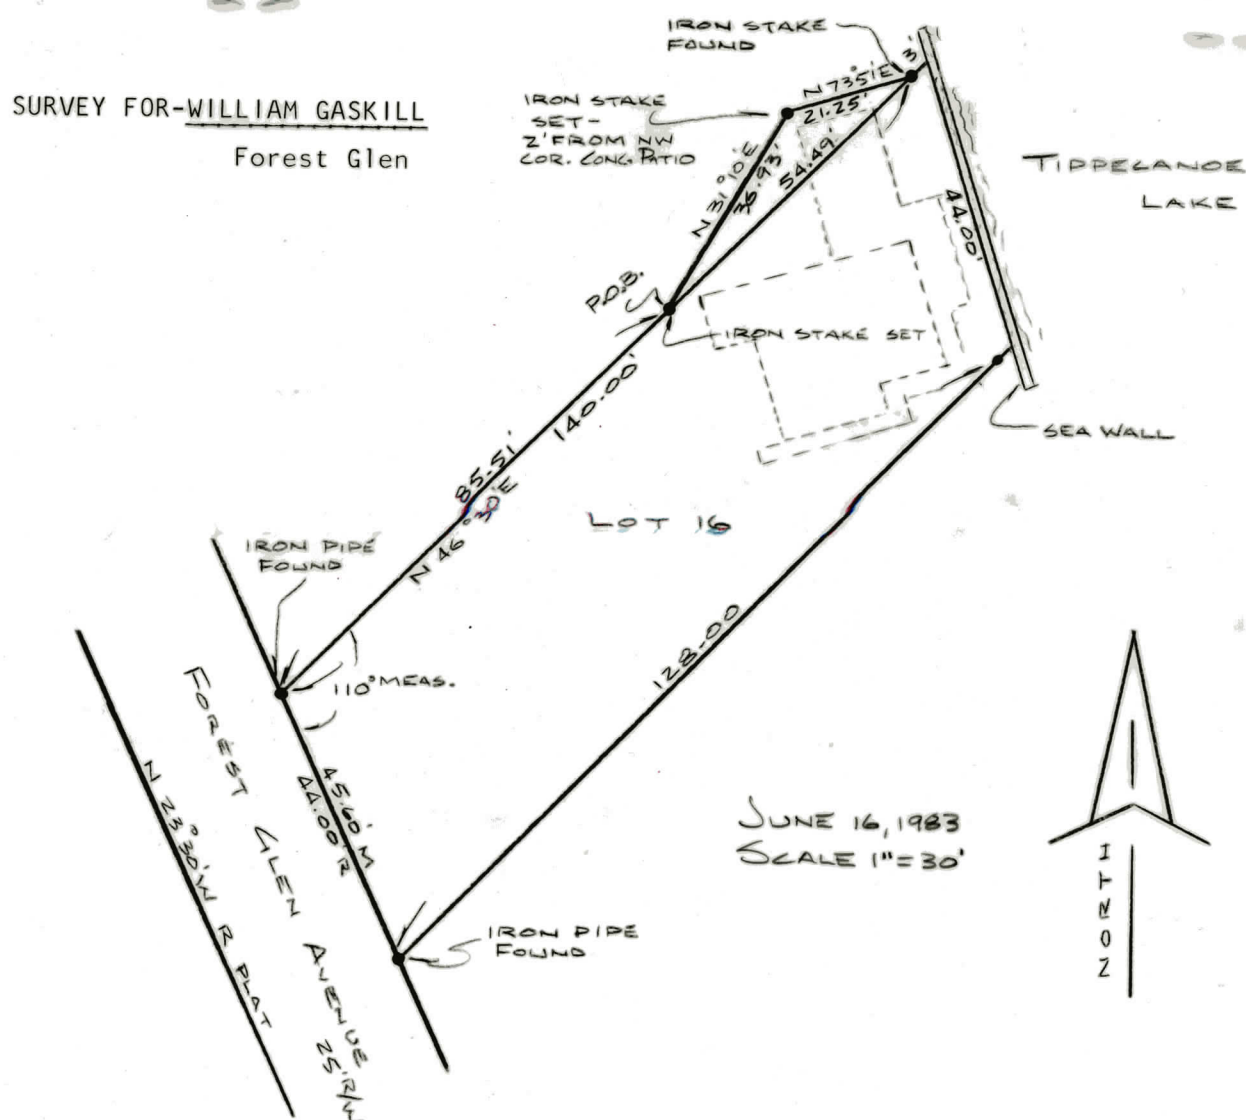 SURVEY FOR-WILLIAM GASKILL
Forest Glen
IRON STAKE
FOUND
IRON STAKE
SET-
2' FROM NW
COR. CONC. PATIO
N 73°51'E
21.25'
3'
N 31°10'E
36.93'
54.49'
TIPPECANOE
LAKE
44.00'
P.O.B.
IRON STAKE SET
SEA WALL
140.00'
85.51'
N 46°30'E
LOT 16
IRON PIPE
FOUND
110° MEAS.
128.00
45.60' M
44.00' R
FOREST GLEN AVENUE
25' R/W
N 23°30'W R PLAT
IRON PIPE
FOUND
JUNE 16, 1983
SCALE 1"=30'
NORTH